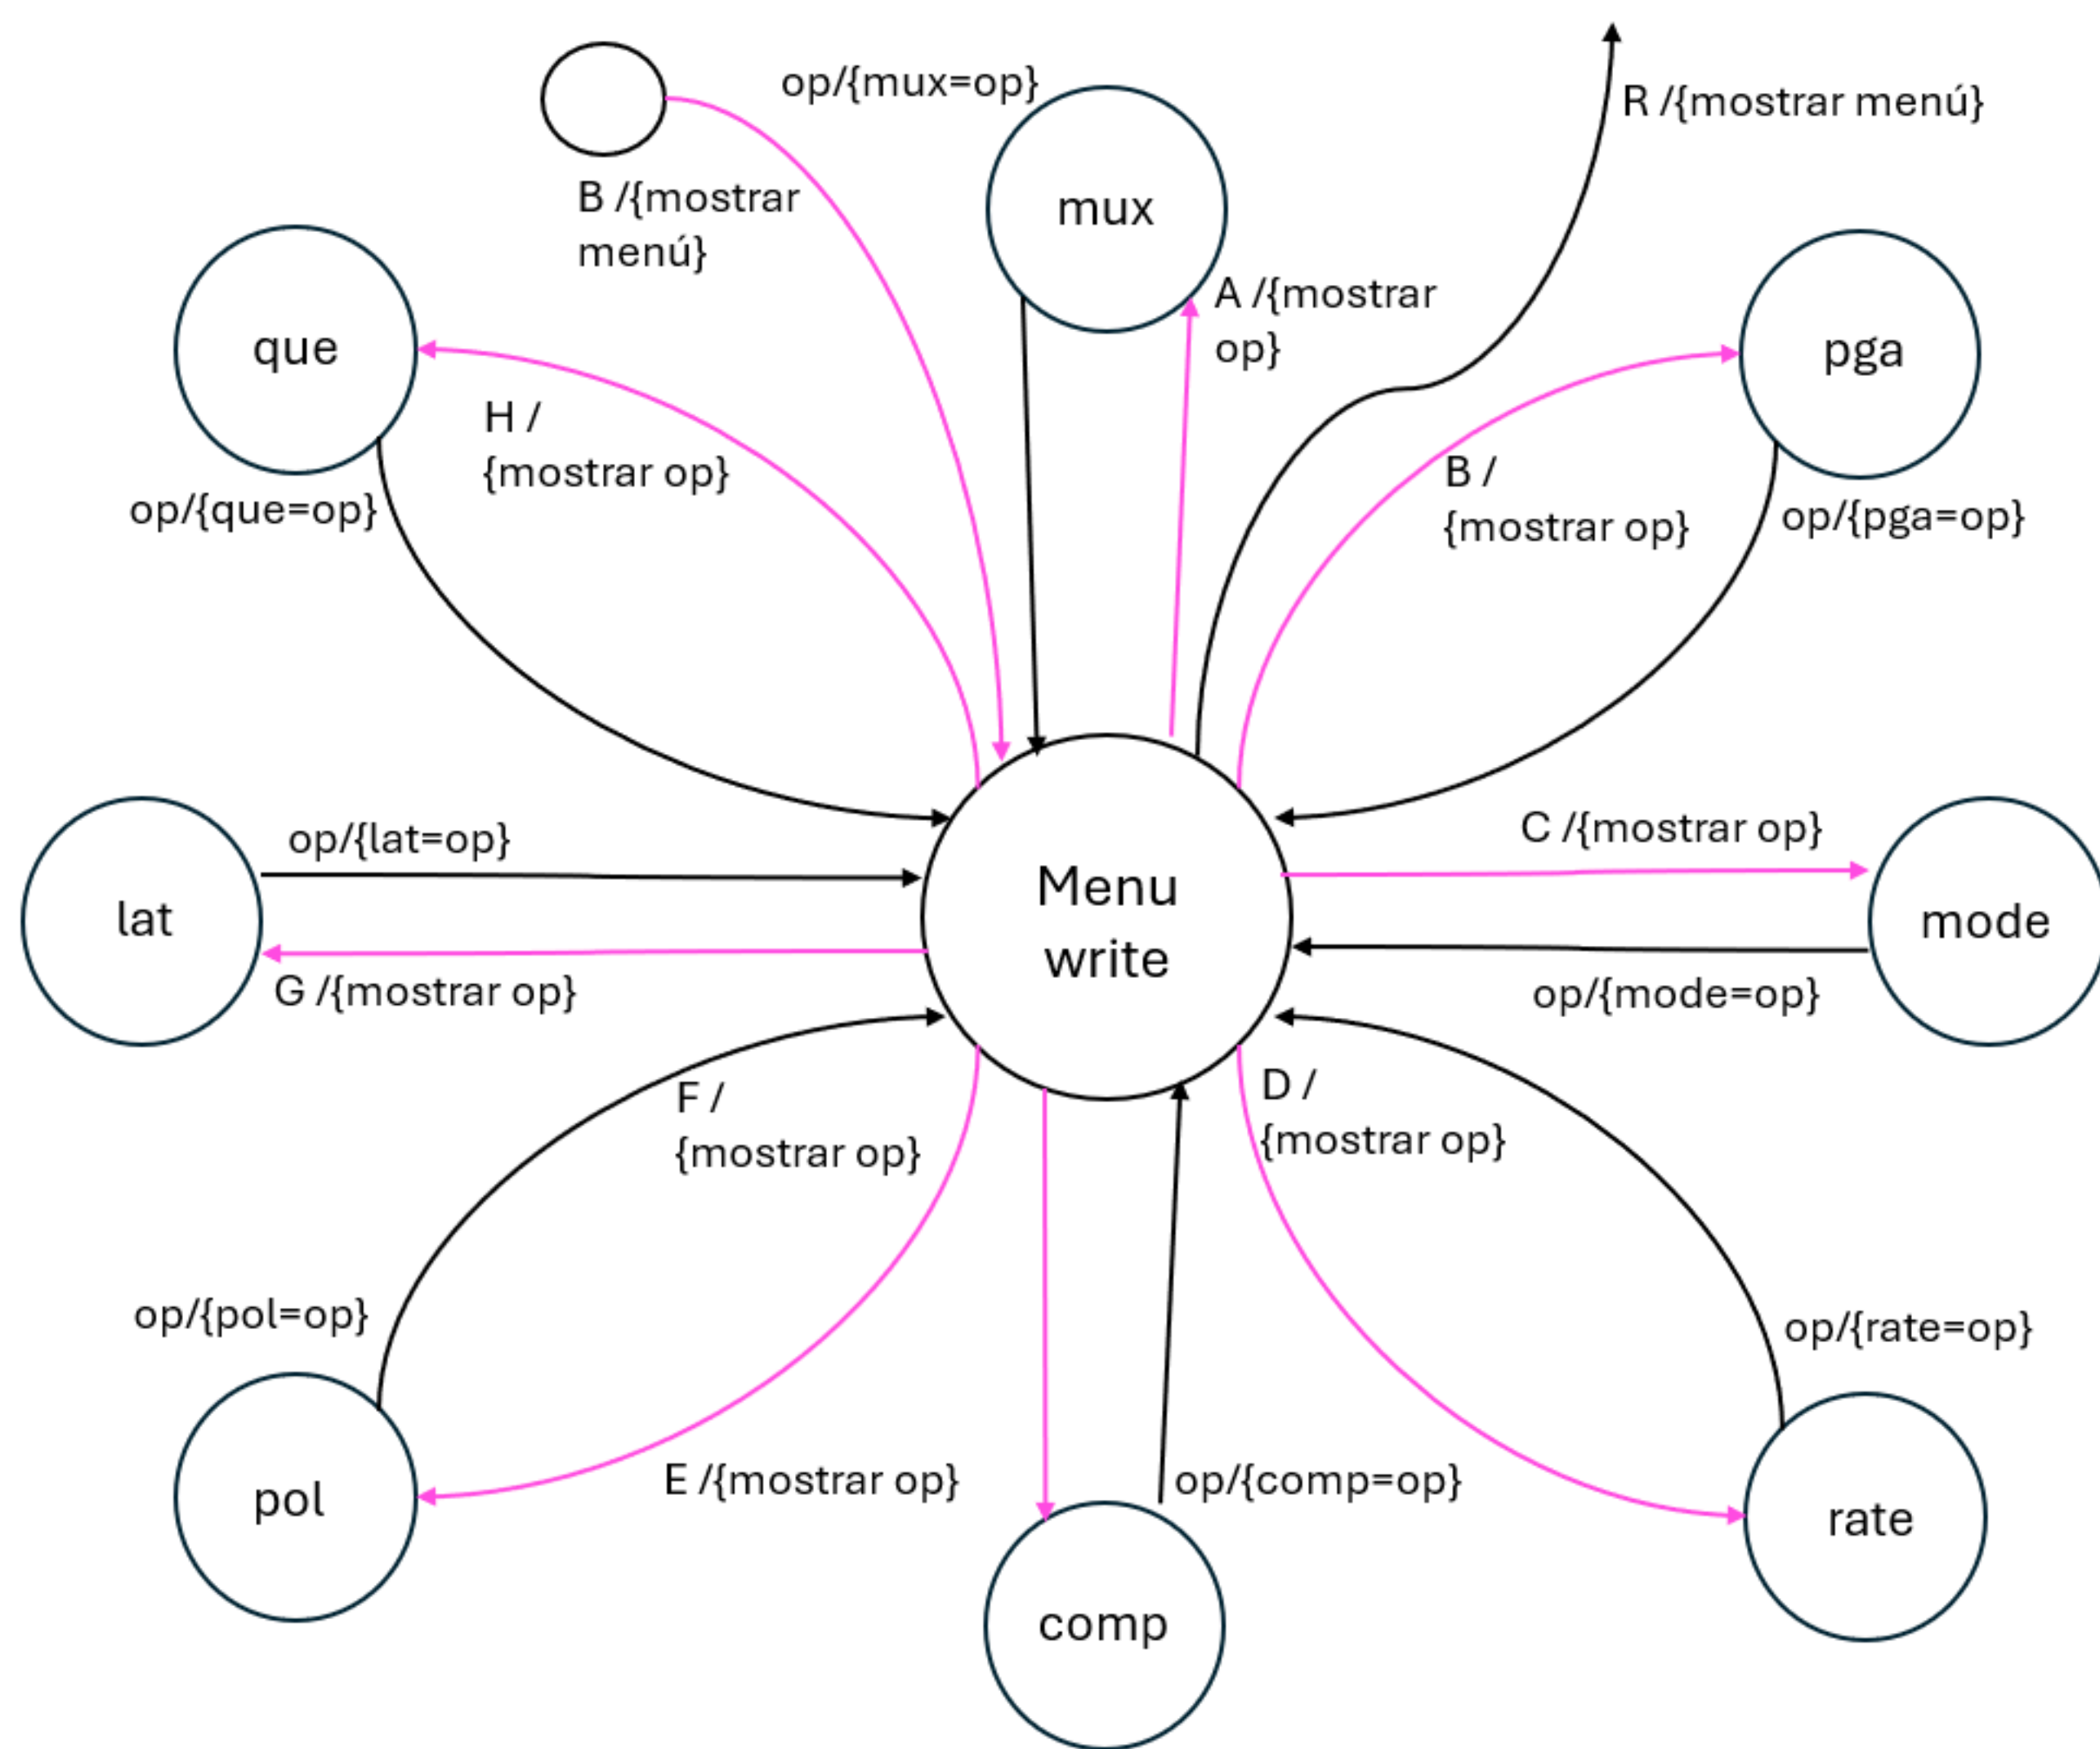 op/{mux=op}
R /{mostrar menú}
B /{mostrar
menú}
mux
que
A /{mostrar
op}
pga
H /
{mostrar op}
B /
{mostrar op}
op/{que=op}
op/{pga=op}
op/{lat=op}
C /{mostrar op}
Menu
write
lat
mode
G /{mostrar op}
op/{mode=op}
F /
{mostrar op}
D /
{mostrar op}
op/{pol=op}
op/{rate=op}
E /{mostrar op}
op/{comp=op}
pol
rate
comp